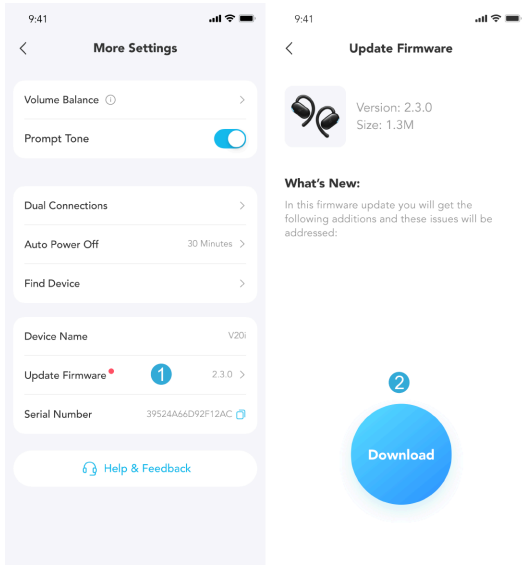 9:41
More Settings
Volume Balance
Prompt Tone
Dual Connections
Auto Power Off 30 Minutes
Find Device
Device Name V20i
Update Firmware 1 2.3.0
Serial Number 39524A66D92F12AC
Help & Feedback
9:41
Update Firmware
Version: 2.3.0
Size: 1.3M
What's New:
In this firmware update you will get the
following additions and these issues will be
addressed:
2
Download